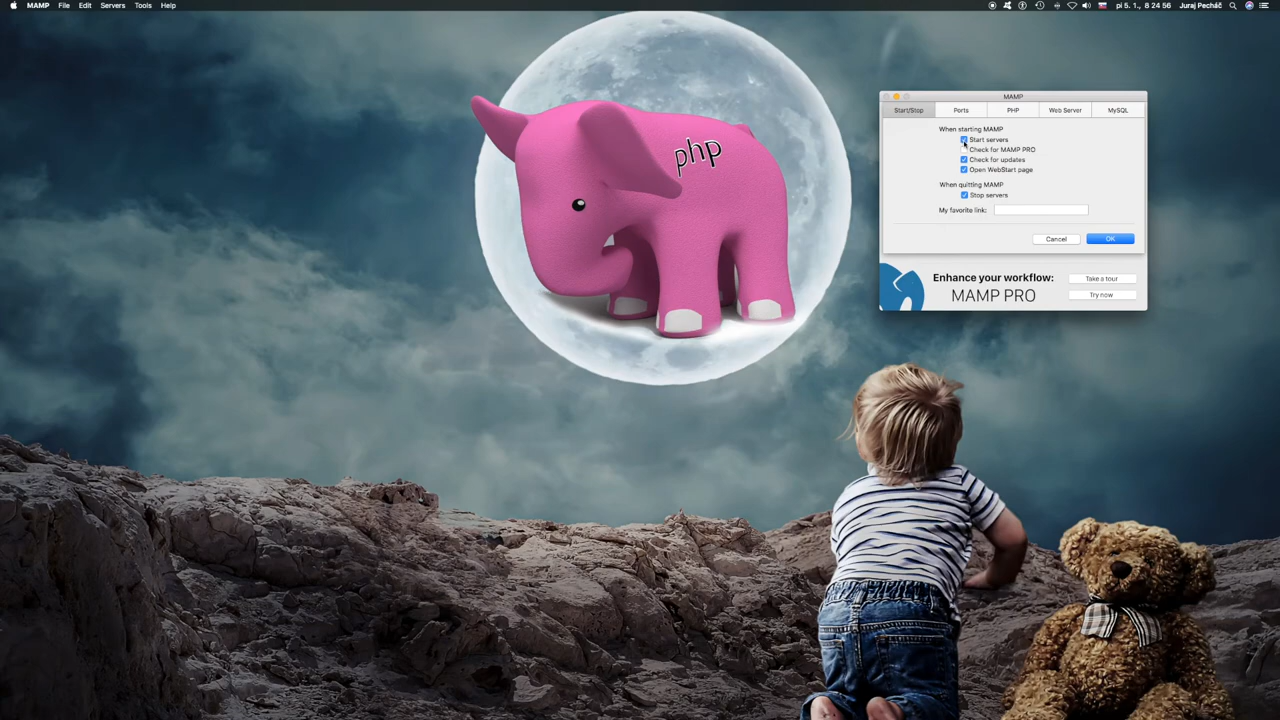 MAMP File Edit Servers Tools Help
pi 5. 1., 8 24 56 Juraj Pecháč
MAMP
Start/Stop Ports PHP Web Server MySQL
When starting MAMP
Start servers
Check for MAMP PRO
Check for updates
Open WebStart page
When quitting MAMP
Stop servers
My favorite link:
Cancel OK
Enhance your workflow:
MAMP PRO
Take a tour
Try now
php